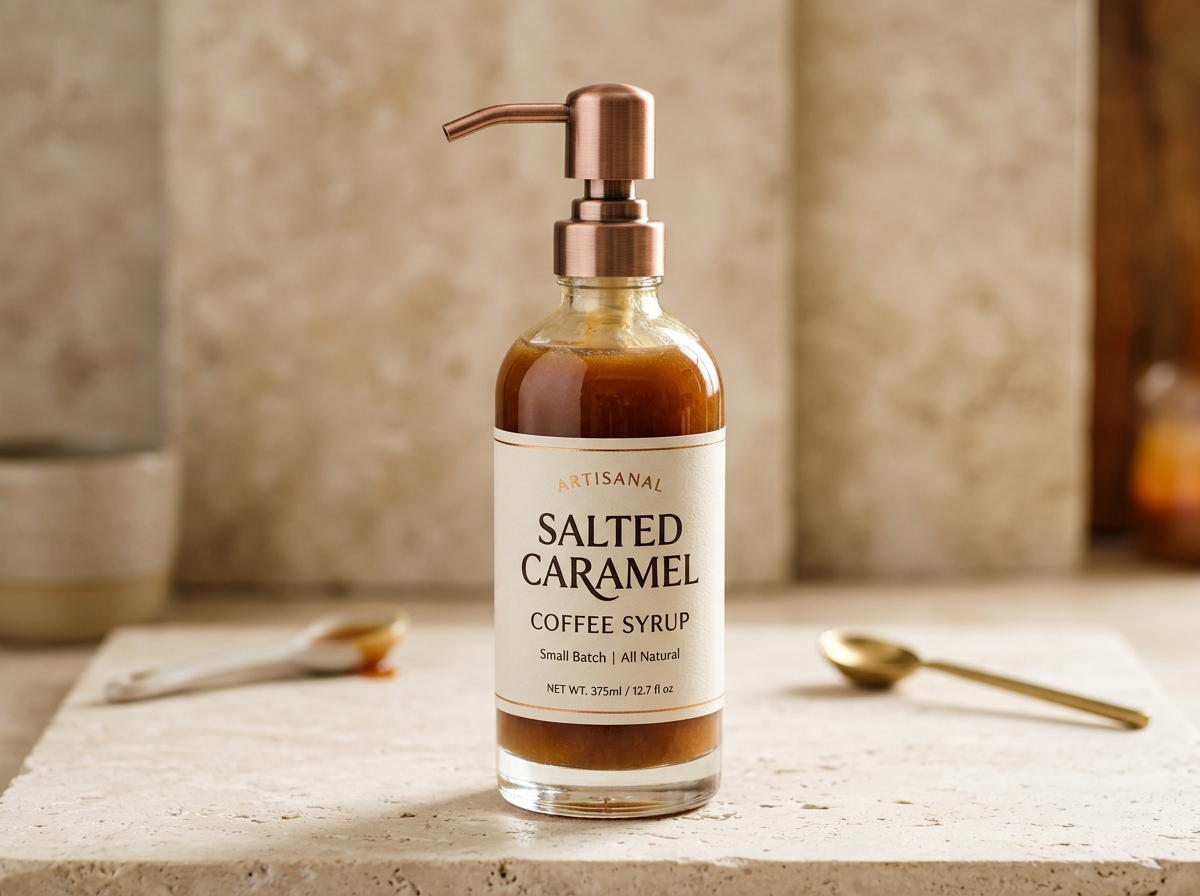 ARTISANAL
SALTED
CARAMEL
COFFEE SYRUP
Small Batch | All Natural
NET WT. 375ml / 12.7 fl oz